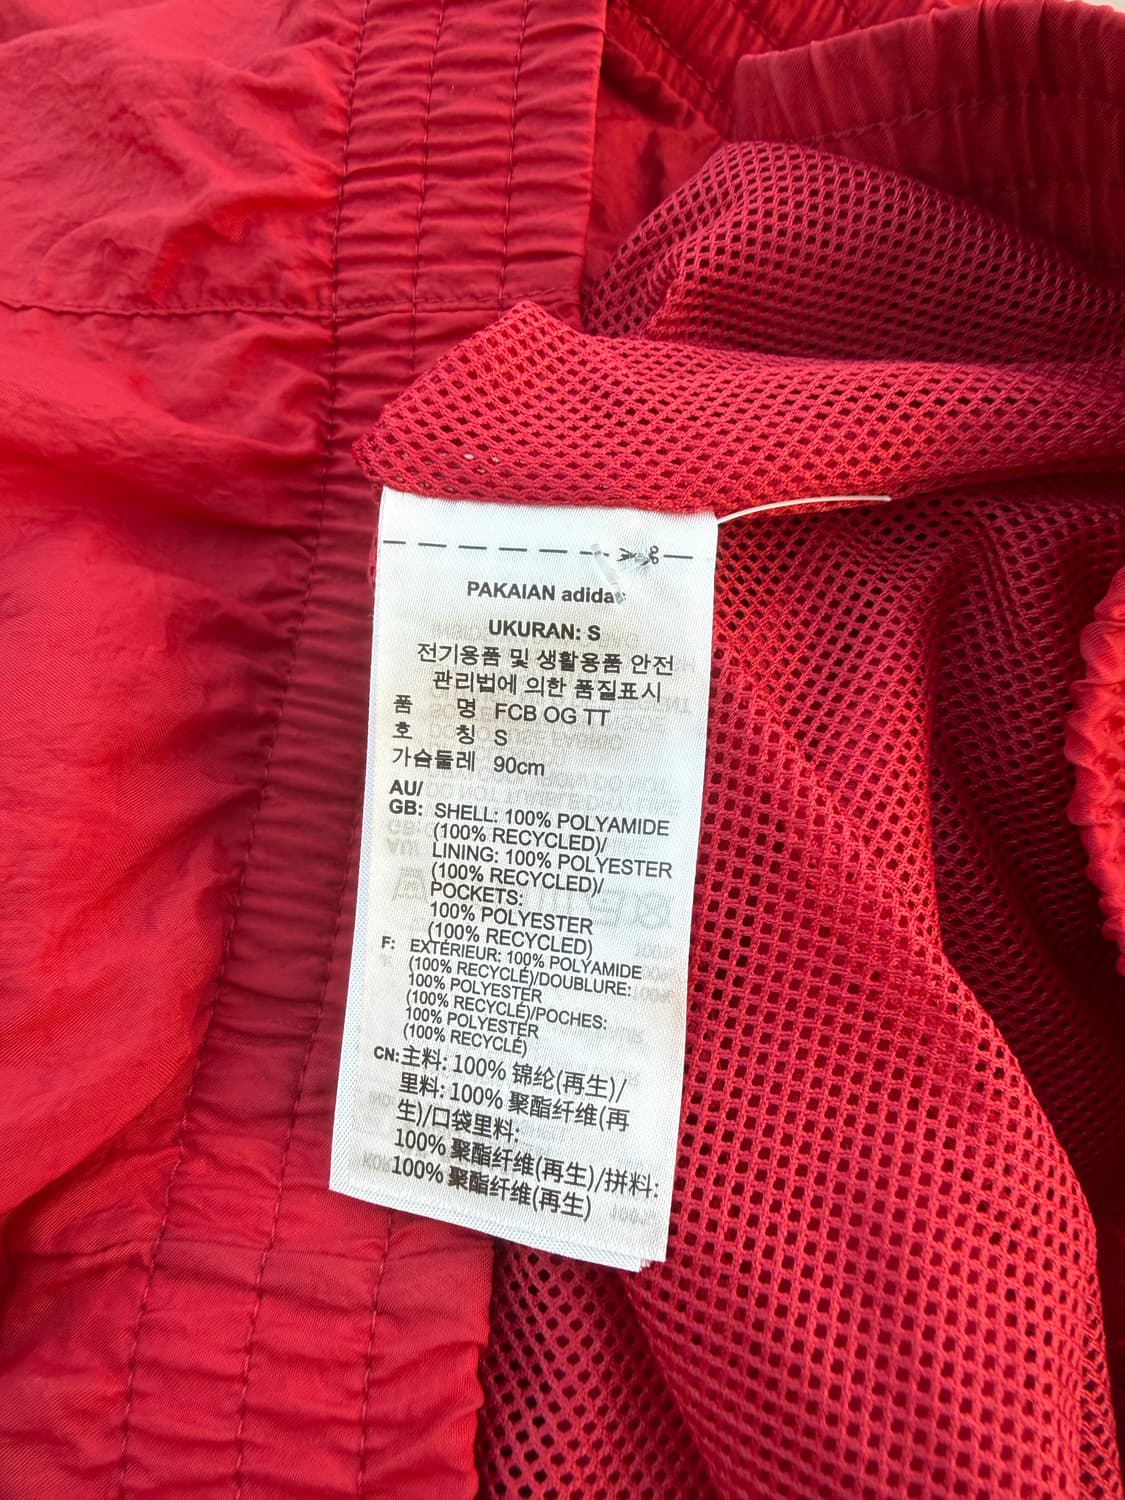 PAKAIAN adidas
UKURAN: S
전기용품 및 생활용품 안전
관리법에 의한 품질표시
품 명 FCB OG TT
호 칭 S
가슴둘레 90cm
AU/
GB: SHELL: 100% POLYAMIDE
(100% RECYCLED)/
LINING: 100% POLYESTER
(100% RECYCLED)/
POCKETS:
100% POLYESTER
(100% RECYCLED)
F: EXTÉRIEUR: 100% POLYAMIDE
(100% RECYCLÉ)/DOUBLURE:
100% POLYESTER
(100% RECYCLÉ)/POCHES:
100% POLYESTER
(100% RECYCLÉ)
CN: 主料: 100% 锦纶(再生)/
里料: 100% 聚酯纤维(再
生)/口袋里料:
100% 聚酯纤维(再生)/拼料:
100% 聚酯纤维(再生)